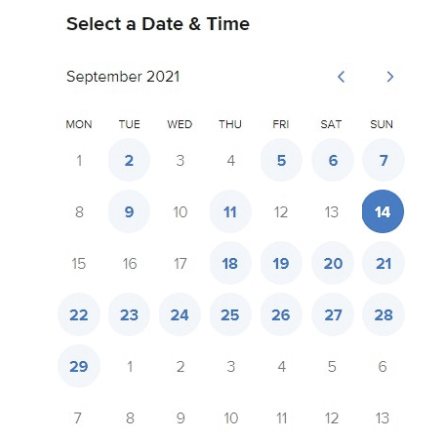 Select a Date & Time
September 2021
MON TUE WED THU FRI SAT SUN
1 2 3 4 5 6 7
8 9 10 11 12 13 14
15 16 17 18 19 20 21
22 23 24 25 26 27 28
29 1 2 3 4 5 6
7 8 9 10 11 12 13